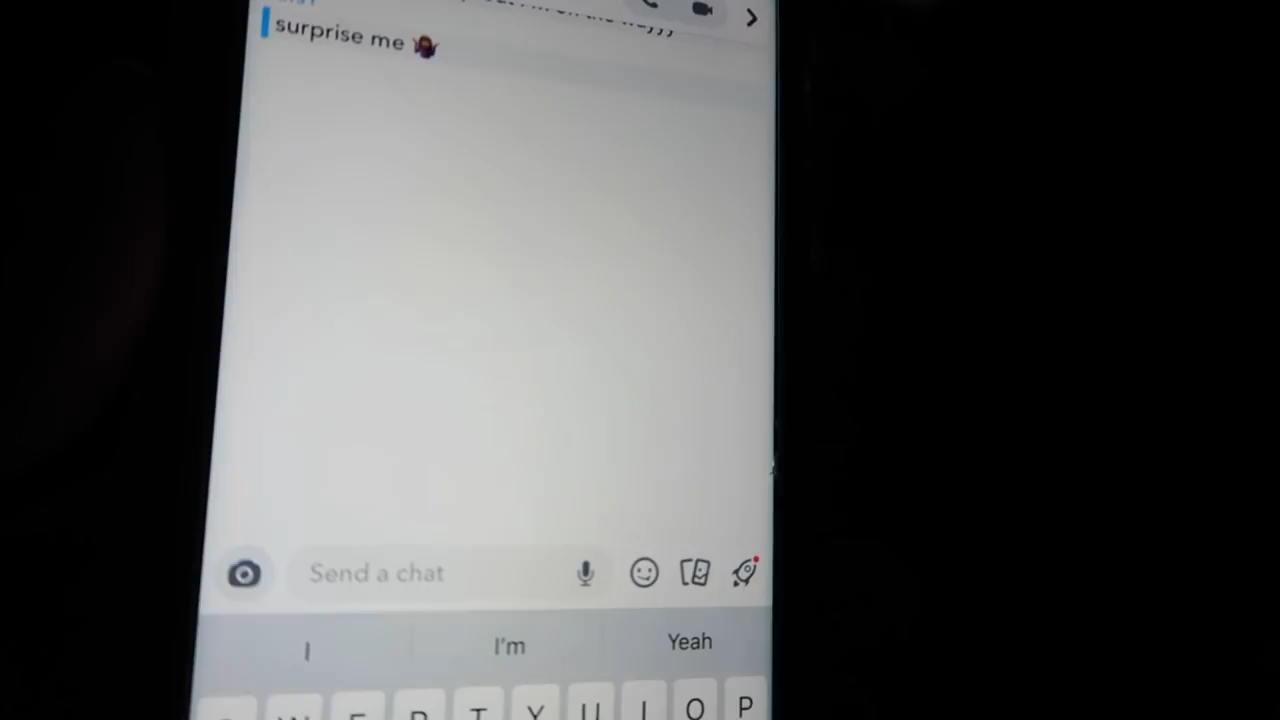 surprise me 🤷🏾‍♀️
Send a chat
I I'm Yeah
T Y U I O P